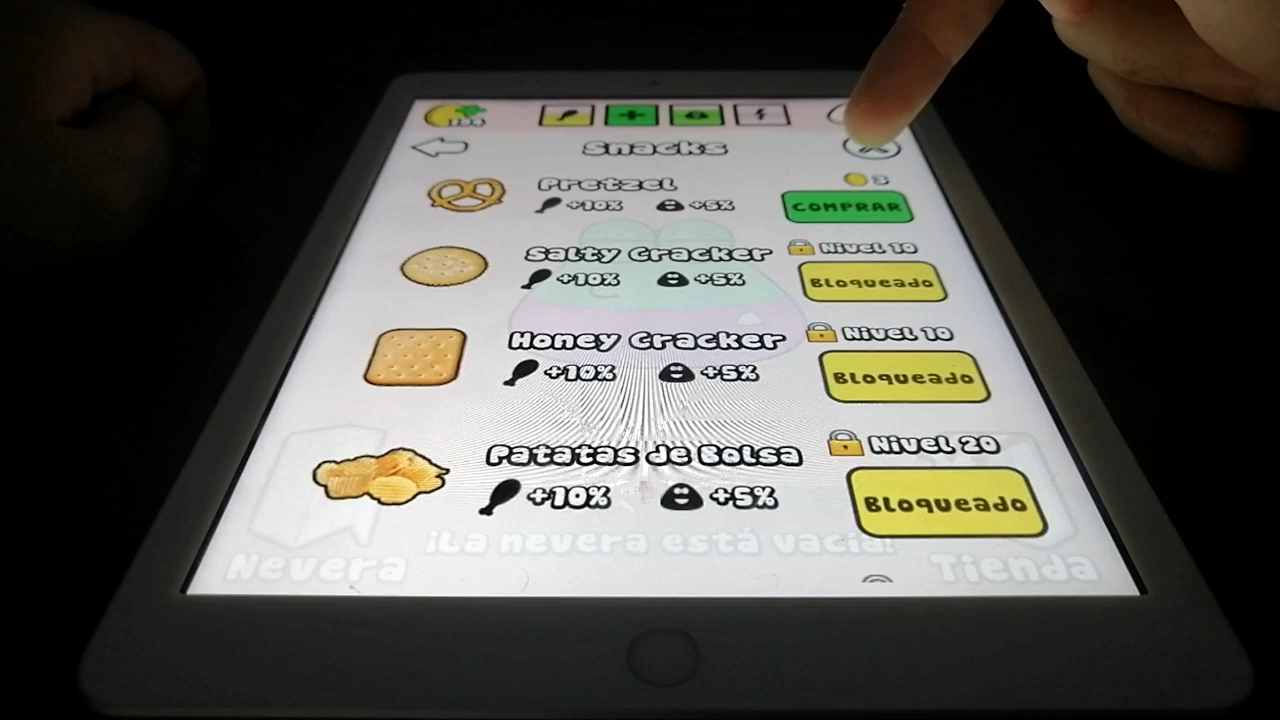 Snacks
Pretzel
3
+10% +5%
COMPRAR
Salty Cracker
Nivel 10
+10% +5%
Bloqueado
Honey Cracker
Nivel 10
+10% +5%
Bloqueado
Patatas de Bolsa
Nivel 20
+10% +5%
Bloqueado
¡La nevera está vacía!
Nevera
Tienda